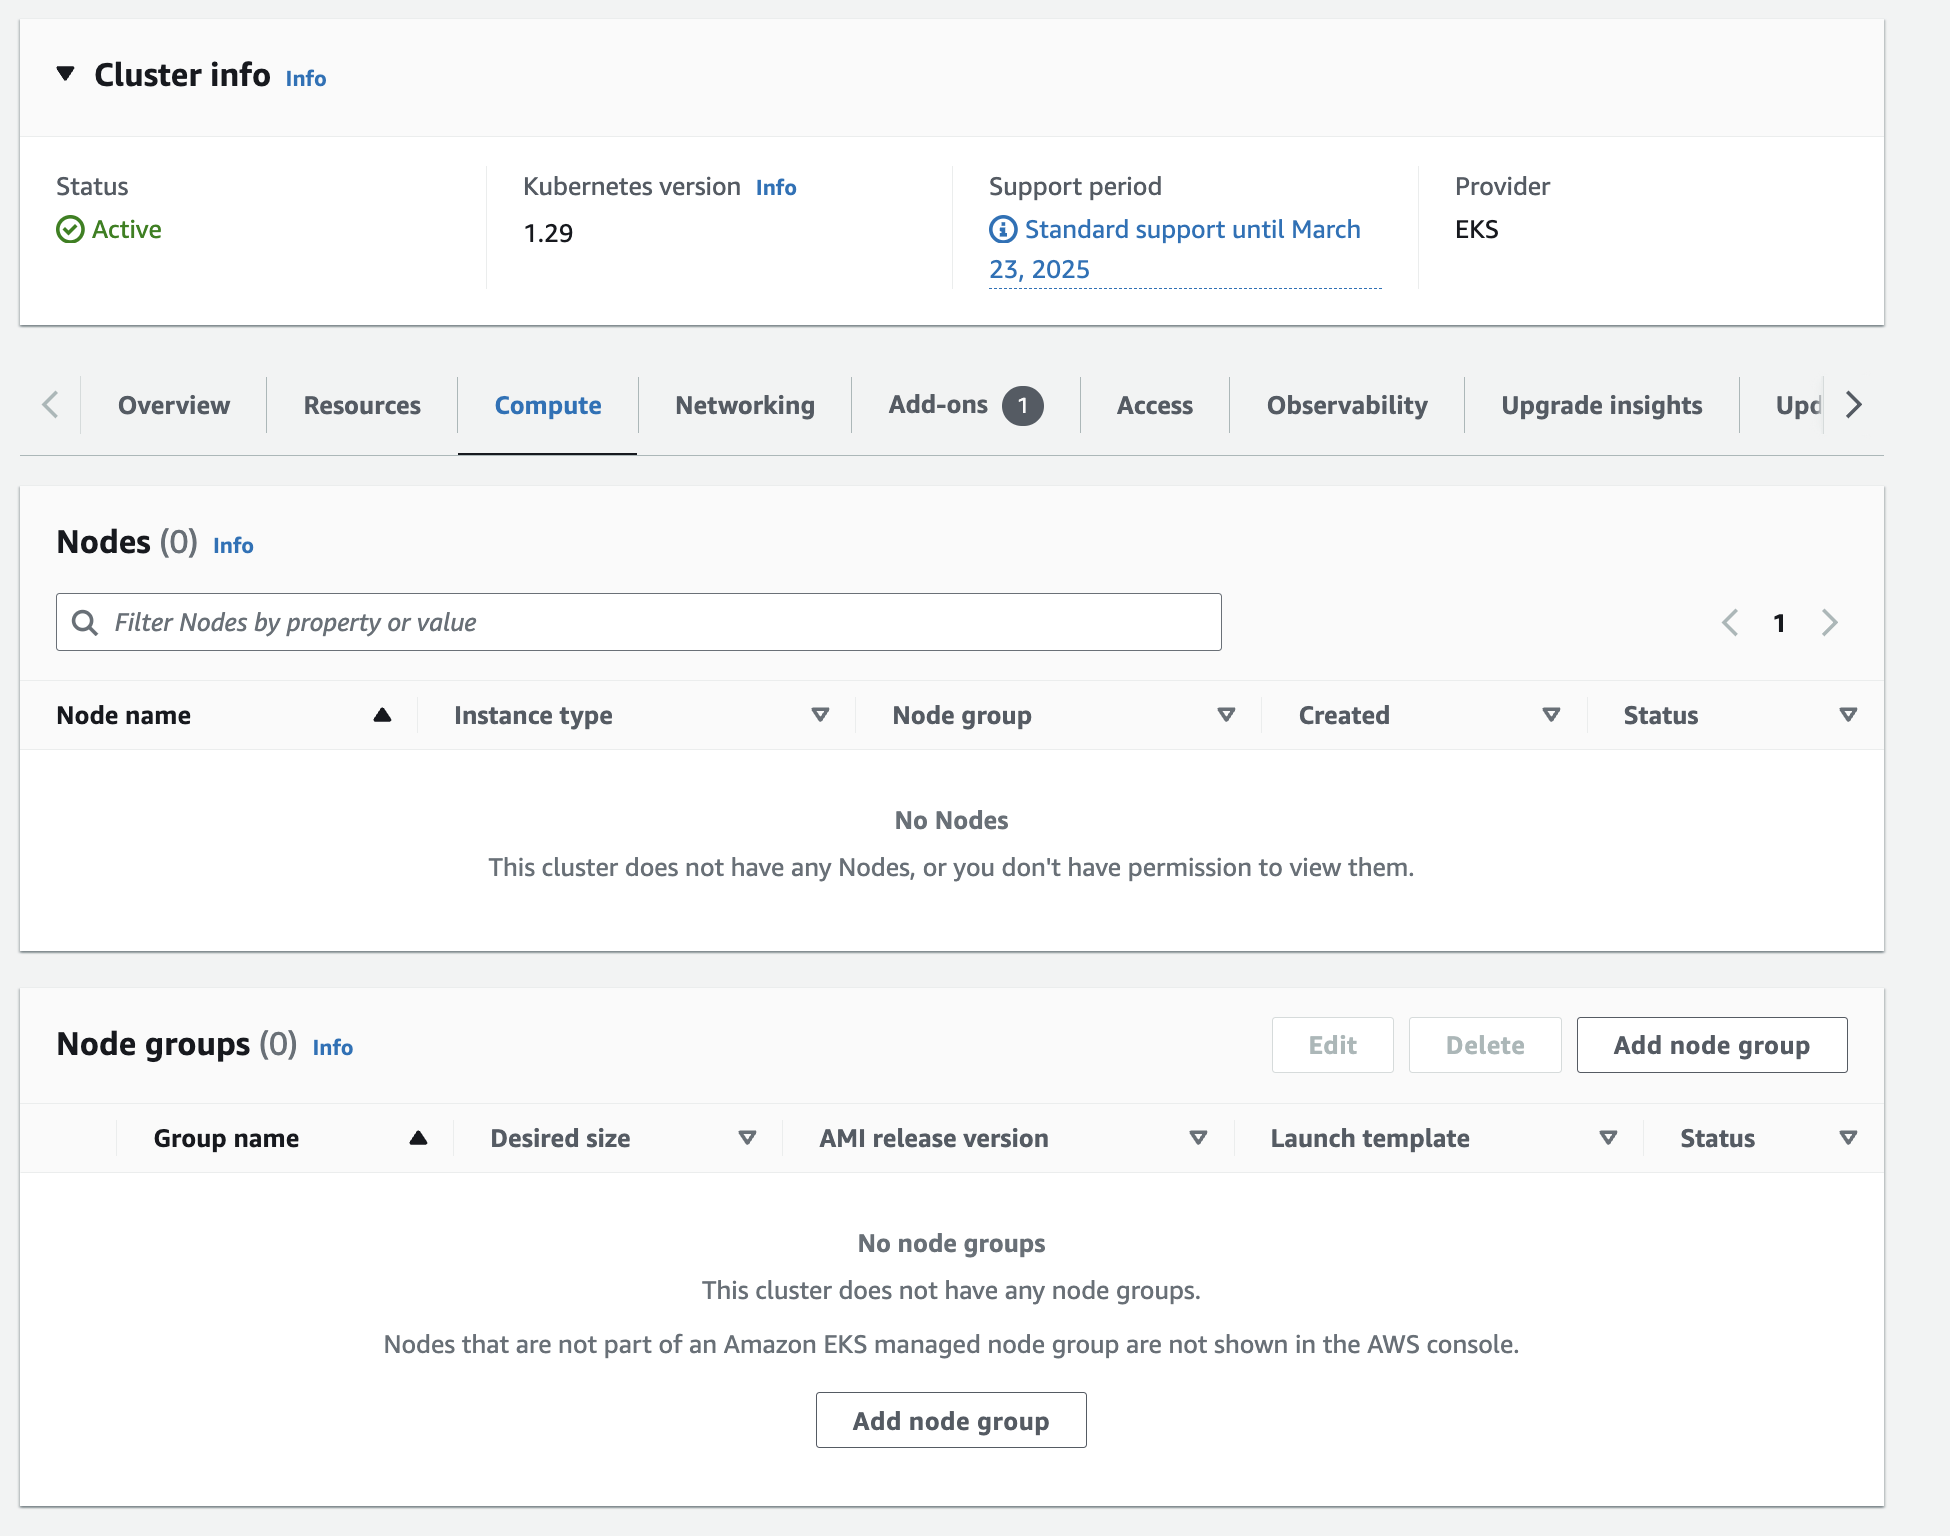 Cluster info Info
Status
Active
Kubernetes version Info
1.29
Support period
Standard support until March
23, 2025
Provider
EKS
Overview Resources Compute Networking Add-ons 1 Access Observability Upgrade insights Upd
Nodes (0) Info
Filter Nodes by property or value
1
Node name Instance type Node group Created Status
No Nodes
This cluster does not have any Nodes, or you don't have permission to view them.
Node groups (0) Info
Edit Delete Add node group
Group name Desired size AMI release version Launch template Status
No node groups
This cluster does not have any node groups.
Nodes that are not part of an Amazon EKS managed node group are not shown in the AWS console.
Add node group